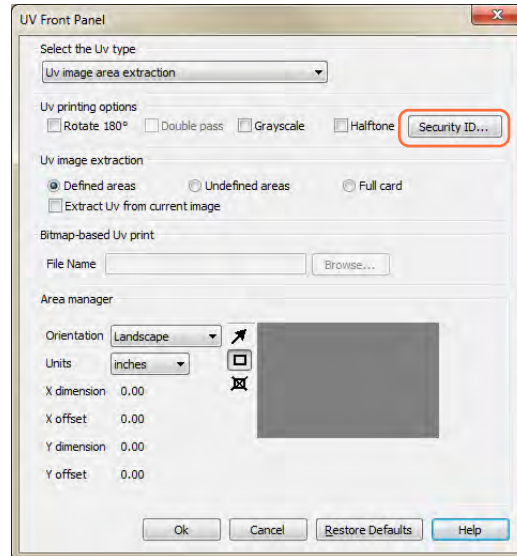 UV Front Panel
Select the Uv type
Uv image area extraction
Uv printing options
Rotate 180° Double pass Grayscale Halftone Security ID...
Uv image extraction
Defined areas Undefined areas Full card
Extract Uv from current image
Bitmap-based Uv print
File Name Browse...
Area manager
Orientation Landscape
Units inches
X dimension 0.00
X offset 0.00
Y dimension 0.00
Y offset 0.00
Ok Cancel Restore Defaults Help